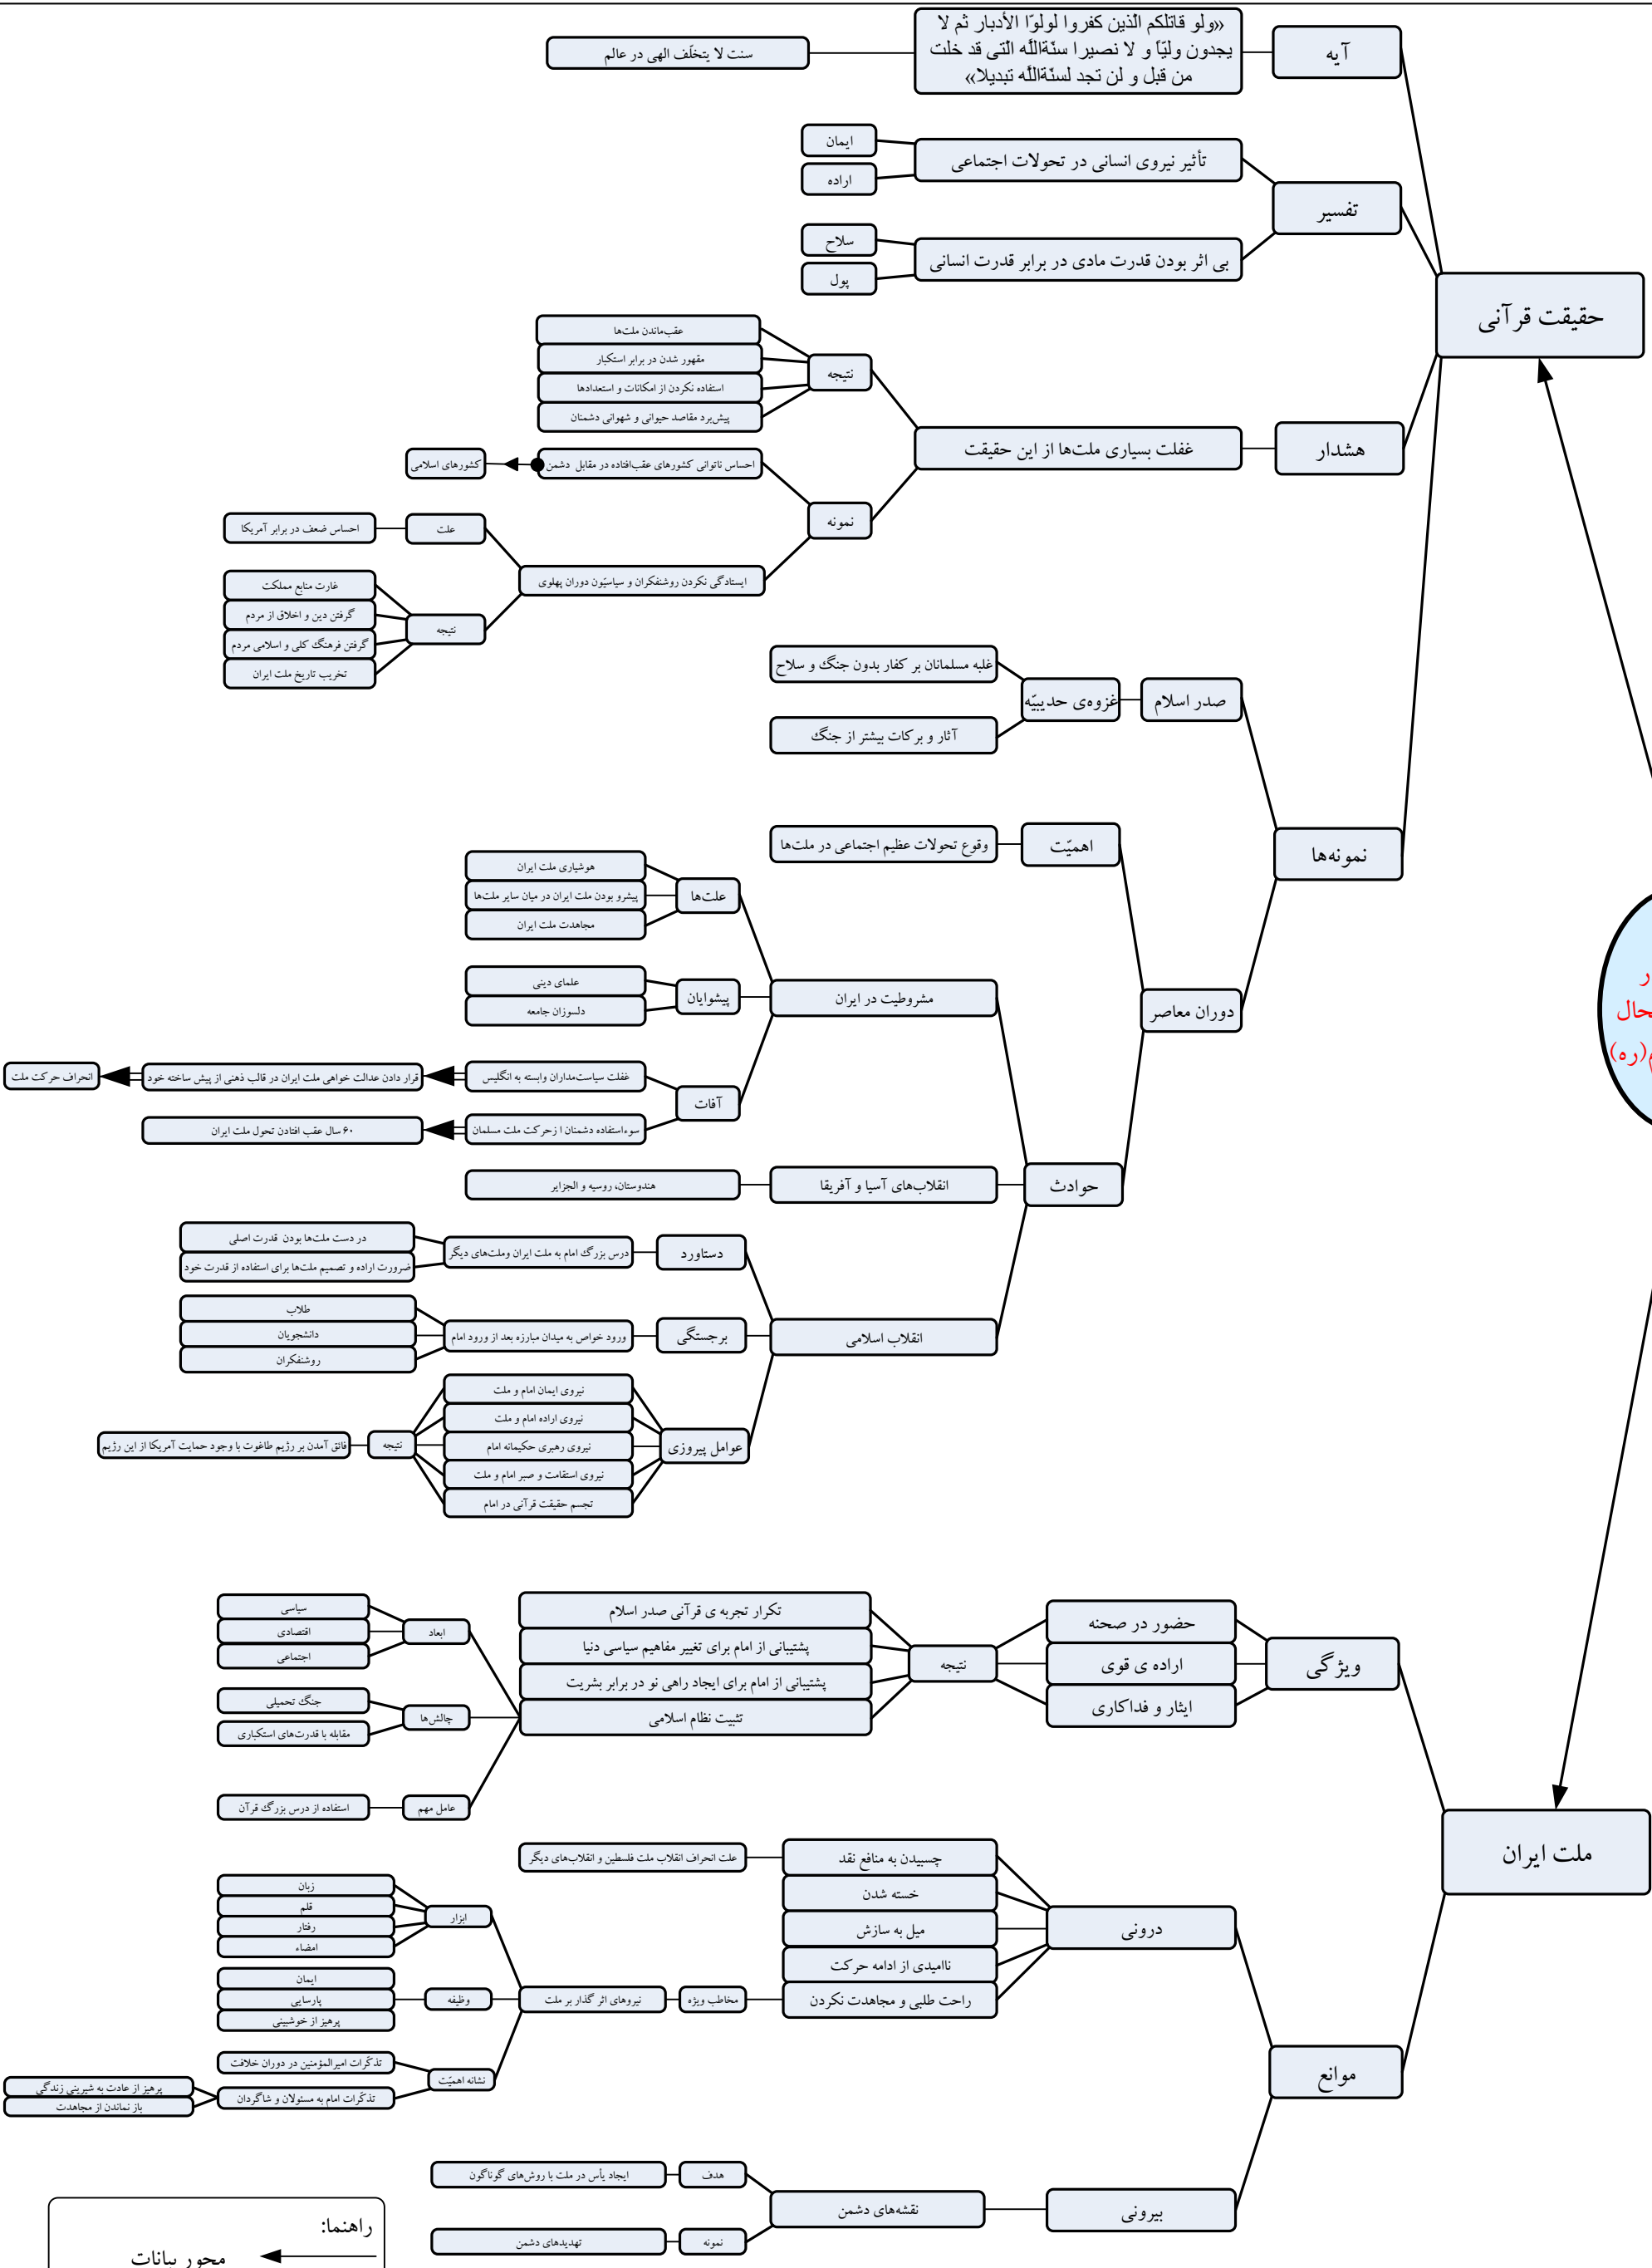 حقیقت قرآنی
آیه
«ولو قاتلکم الّذین کفروا لولوّا الأدبار ثم لا
یجدون ولیّاً و لا نصیرا سنّةاللَّه الّتی قد خلت
من قبل و لن تجد لسنّةاللَّه تبدیلا»
سنت لا یتخلّف الهی در عالم
تفسیر
تأثیر نیروی انسانی در تحولات اجتماعی
ایمان
اراده
بی اثر بودن قدرت مادی در برابر قدرت انسانی
سلاح
پول
هشدار
غفلت بسیاری ملت‌ها از این حقیقت
نتیجه
عقب‌ماندن ملت‌ها
مقهور شدن در برابر استکبار
استفاده نکردن از امکانات و استعدادها
پیش‌برد مقاصد حیوانی و شهوانی دشمنان
نمونه
احساس ناتوانی کشورهای عقب‌افتاده در مقابل دشمن
کشورهای اسلامی
ایستادگی نکردن روشنفکران و سیاسیّون دوران پهلوی
علت
احساس ضعف در برابر آمریکا
نتیجه
غارت منابع مملکت
گرفتن دین و اخلاق از مردم
گرفتن فرهنگ کلی و اسلامی مردم
تخریب تاریخ ملت ایران
نمونه‌ها
صدر اسلام
غزوه‌ی حدیبیّه
غلبه مسلمانان بر کفار بدون جنگ و سلاح
آثار و برکات بیشتر از جنگ
دوران معاصر
اهمیّت
وقوع تحولات عظیم اجتماعی در ملت‌ها
حوادث
مشروطیت در ایران
علت‌ها
هوشیاری ملت ایران
پیشرو بودن ملت ایران در میان سایر ملت‌ها
مجاهدت ملت ایران
پیشوایان
علمای دینی
دلسوزان جامعه
آفات
غفلت سیاست‌مداران وابسته به انگلیس
قرار دادن عدالت خواهی ملت ایران در قالب ذهنی از پیش ساخته خود
انحراف حرکت ملت
سوءاستفاده دشمنان ا زحرکت ملت مسلمان
۶۰ سال عقب افتادن تحول ملت ایران
انقلاب‌های آسیا و آفریقا
هندوستان، روسیه و الجزایر
انقلاب اسلامی
دستاورد
درس بزرگ امام به ملت ایران وملت‌های دیگر
در دست ملت‌ها بودن قدرت اصلی
ضرورت اراده و تصمیم ملت‌ها برای استفاده از قدرت خود
برجستگی
ورود خواص به میدان مبارزه بعد از ورود امام
طلاب
دانشجویان
روشنفکران
عوامل پیروزی
نیروی ایمان امام و ملت
نیروی اراده امام و ملت
نیروی رهبری حکیمانه امام
نیروی استقامت و صبر امام و ملت
تجسم حقیقت قرآنی در امام
نتیجه
فائق آمدن بر رژیم طاغوت با وجود حمایت آمریکا از این رژیم
حال
(ره)
ملت ایران
ویژگی
حضور در صحنه
اراده ی قوی
ایثار و فداکاری
نتیجه
تکرار تجربه ی قرآنی صدر اسلام
پشتیبانی از امام برای تغییر مفاهیم سیاسی دنیا
پشتیبانی از امام برای ایجاد راهی نو در برابر بشریت
تثبیت نظام اسلامی
ابعاد
سیاسی
اقتصادی
اجتماعی
چالش‌ها
جنگ تحمیلی
مقابله با قدرت‌های استکباری
عامل مهم
استفاده از درس بزرگ قرآن
موانع
درونی
چسبیدن به منافع نقد
علت انحراف انقلاب ملت فلسطین و انقلاب‌های دیگر
خسته شدن
میل به سازش
ناامیدی از ادامه حرکت
راحت طلبی و مجاهدت نکردن
مخاطب ویژه
نیروهای اثر گذار بر ملت
ابزار
زبان
قلم
رفتار
امضاء
وظیفه
ایمان
پارسایی
پرهیز از خوشبینی
نشانه اهمیّت
تذکّرات امیرالمؤمنین در دوران خلافت
تذکّرات امام به مسئولان و شاگردان
پرهیز از عادت به شیرینی زندگی
باز نماندن از مجاهدت
بیرونی
نقشه‌های دشمن
هدف
ایجاد یأس در ملت با روش‌های گوناگون
نمونه
تهدیدهای دشمن
راهنما:
محور بیانات